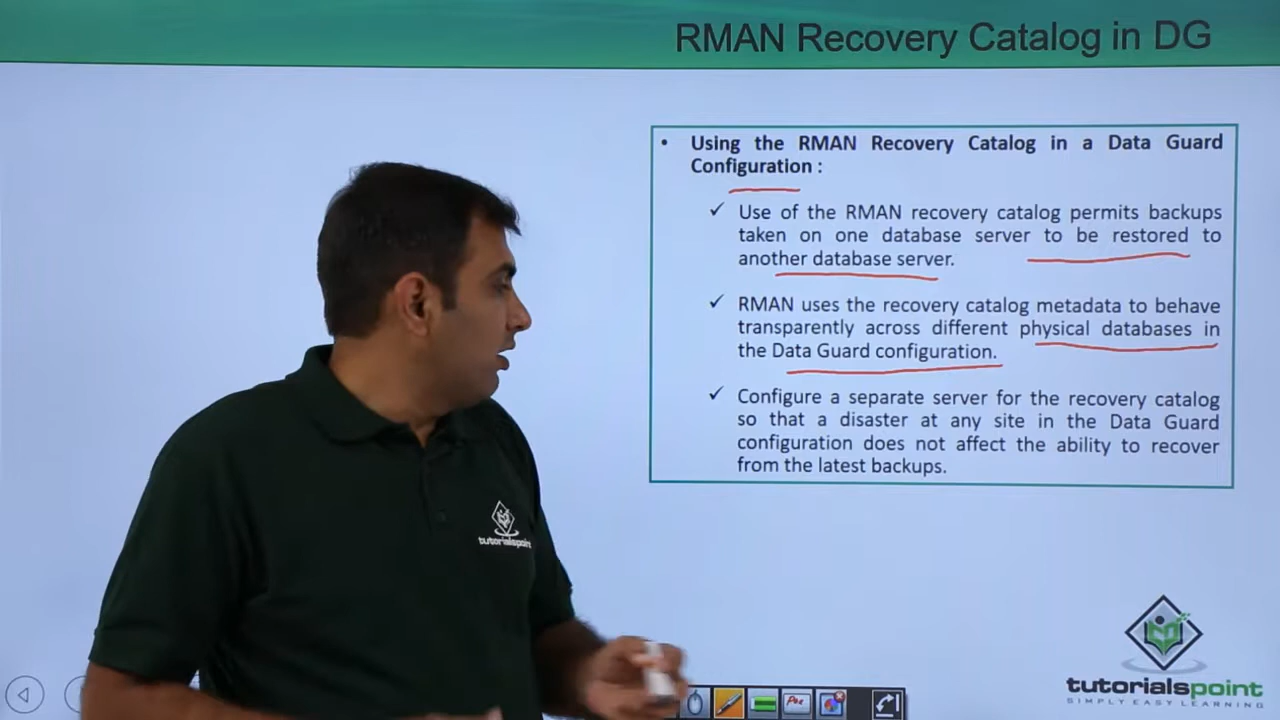 RMAN Recovery Catalog in DG
• Using the RMAN Recovery Catalog in a Data Guard
Configuration :
✓ Use of the RMAN recovery catalog permits backups
taken on one database server to be restored to
another database server.
✓ RMAN uses the recovery catalog metadata to behave
transparently across different physical databases in
the Data Guard configuration.
✓ Configure a separate server for the recovery catalog
so that a disaster at any site in the Data Guard
configuration does not affect the ability to recover
from the latest backups.
tutorialspoint
Pen
tutorialspoint
SIMPLY EASY LEARNING